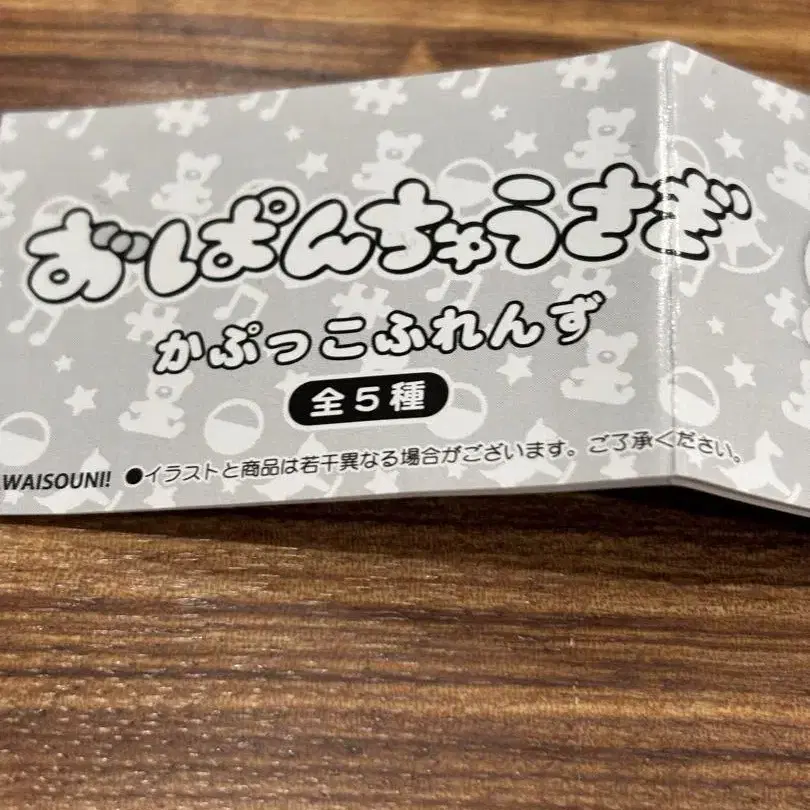 おぱんちゅうさぎ
かぷっこふれんず
全5種
WAISOUNI! ●イラストと商品は若干異なる場合がございます。ご了承ください。